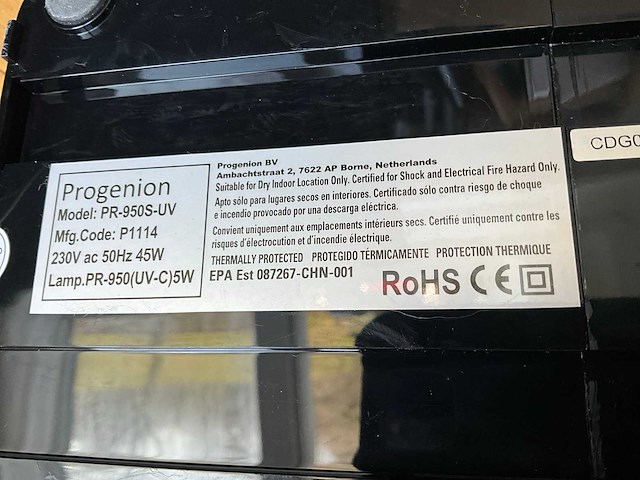 Progenion
Model: PR-950S-UV
Mfg.Code: P1114
230V ac 50Hz 45W
Lamp.PR-950(UV-C)5W
Progenion BV
Ambachtstraat 2, 7622 AP Borne, Netherlands
Suitable for Dry Indoor Location Only. Certified for Shock and Electrical Fire Hazard Only.
Apto sólo para lugares secos en interiores. Certificado sólo contra riesgo de choque
e incendio provocado por una descarga eléctrica.
Convient uniquement aux emplacements intérieurs secs. Certifié uniquement contre les
risques d'électrocution et d'incendie électrique.
THERMALLY PROTECTED PROTEGIDO TÉRMICAMENTE PROTECTION THERMIQUE
EPA Est 087267-CHN-001
RoHS CE
CDG0